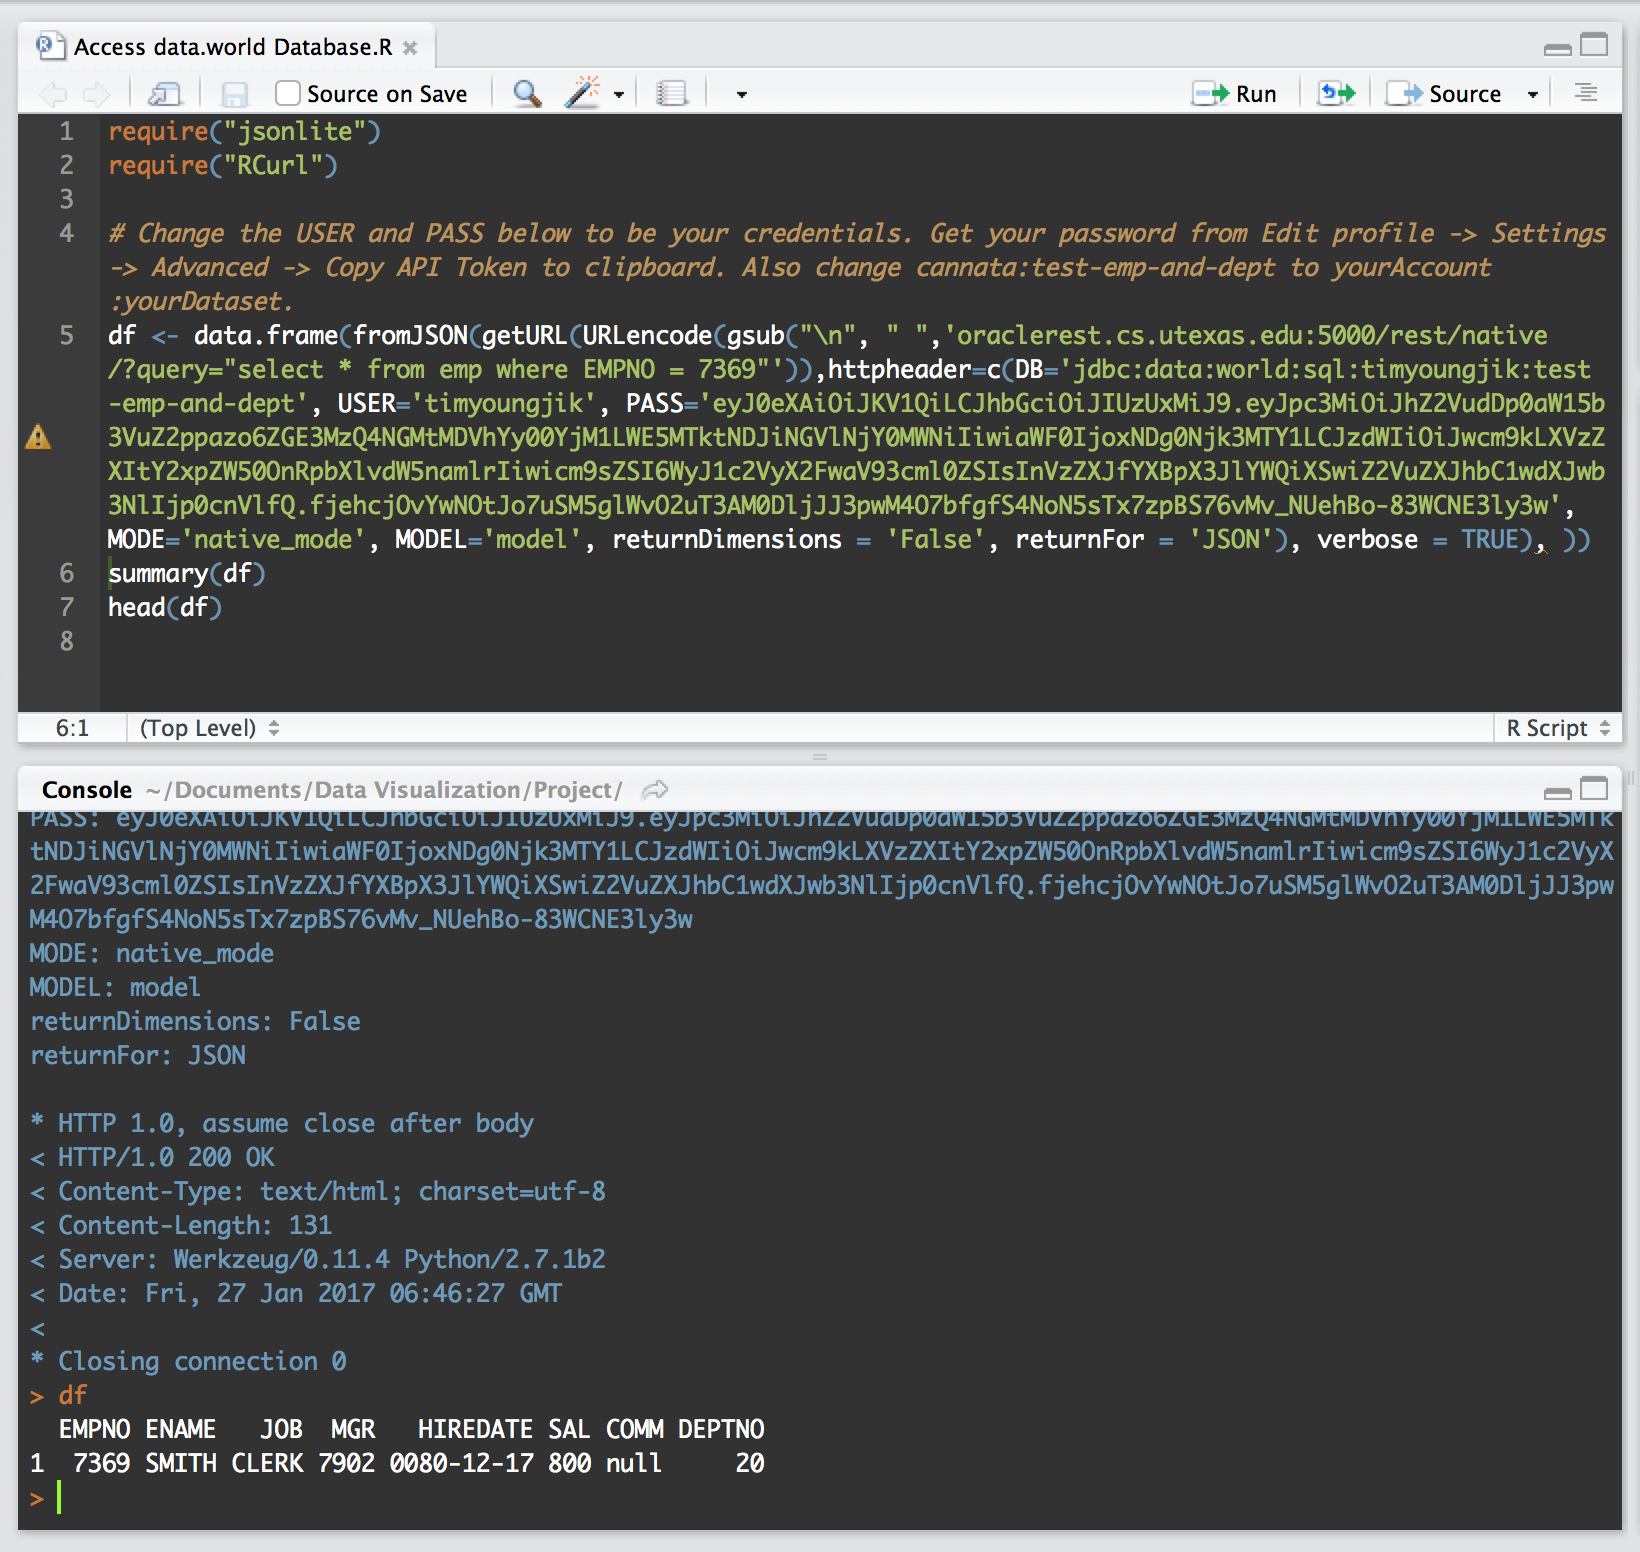 Access data.world Database.R
Source on Save
Run
Source
1 require("jsonlite")
2 require("RCurl")
3
4 # Change the USER and PASS below to be your credentials. Get your password from Edit profile -> Settings
-> Advanced -> Copy API Token to clipboard. Also change cannata:test-emp-and-dept to yourAccount
:yourDataset.
5 df <- data.frame(fromJSON(getURL(URLencode(gsub("\n", " ",'oraclerest.cs.utexas.edu:5000/rest/native
/?query="select * from emp where EMPNO = 7369"')),httpheader=c(DB='jdbc:data:world:sql:timyoungjik:test
-emp-and-dept', USER='timyoungjik', PASS='eyJ0eXAiOiJKV1QiLCJhbGciOiJIUzUxMiJ9.eyJpc3MiOiJhZ2VudDp0aW15b
3VuZ2ppazo6ZGE3MzQ4NGMtMDVhYy00YjM1LWE5MTktNDJiNGVlNjY0MWNiIiwiaWF0IjoxNDg0Njk3MTY1LCJzdWIiOiJwcm9kLXVzZ
XItY2xpZW50OnRpbXlvdW5namlrIiwicm9sZSI6WyJ1c2VyX2FwaV93cml0ZSIsInVzZXJfYXBpX3JlYWQiXSwiZ2VuZXJhbC1wdXJwb
3NlIjp0cnVlfQ.fjehcjOvYwNOtJo7uSM5glWvO2uT3AM0DljJJ3pwM4O7bfgfS4NoN5sTx7zpBS76vMv_NUehBo-83WCNE3ly3w',
MODE='native_mode', MODEL='model', returnDimensions = 'False', returnFor = 'JSON'), verbose = TRUE), ))
6 summary(df)
7 head(df)
8
6:1 (Top Level) R Script
Console ~/Documents/Data Visualization/Project/
PASS: eyJ0eXAiOiJKV1QiLCJhbGciOiJIUzUxMiJ9.eyJpc3MiOiJhZ2VudDp0aW15b3VuZ2ppazo6ZGE3MzQ4NGMtMDVhYy00YjM1LWE5MTk
tNDJiNGVlNjY0MWNiIiwiaWF0IjoxNDg0Njk3MTY1LCJzdWIiOiJwcm9kLXVzZXItY2xpZW50OnRpbXlvdW5namlrIiwicm9sZSI6WyJ1c2VyX
2FwaV93cml0ZSIsInVzZXJfYXBpX3JlYWQiXSwiZ2VuZXJhbC1wdXJwb3NlIjp0cnVlfQ.fjehcjOvYwNOtJo7uSM5glWvO2uT3AM0DljJJ3pw
M4O7bfgfS4NoN5sTx7zpBS76vMv_NUehBo-83WCNE3ly3w
MODE: native_mode
MODEL: model
returnDimensions: False
returnFor: JSON
* HTTP 1.0, assume close after body
< HTTP/1.0 200 OK
< Content-Type: text/html; charset=utf-8
< Content-Length: 131
< Server: Werkzeug/0.11.4 Python/2.7.1b2
< Date: Fri, 27 Jan 2017 06:46:27 GMT
<
* Closing connection 0
> df
EMPNO ENAME JOB MGR HIREDATE SAL COMM DEPTNO
1 7369 SMITH CLERK 7902 0080-12-17 800 null 20
>